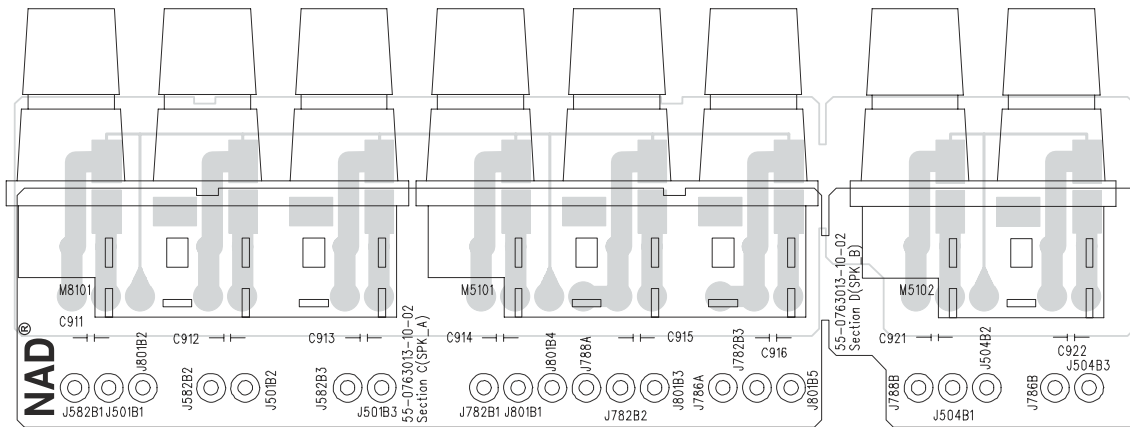 M8101
C911
NAD®
J801B2
C912
C913
55-0763013-10-02
Section C(SPK_A)
M5101
C914
J801B4
J788A
C915
J782B3
C916
55-0763013-10-02
Section D(SPK_B)
M5102
C921
J504B2
C922
J504B3
J582B1
J501B1
J582B2
J501B2
J582B3
J501B3
J782B1
J801B1
J782B2
J801B3
J786A
J801B5
J788B
J504B1
J786B